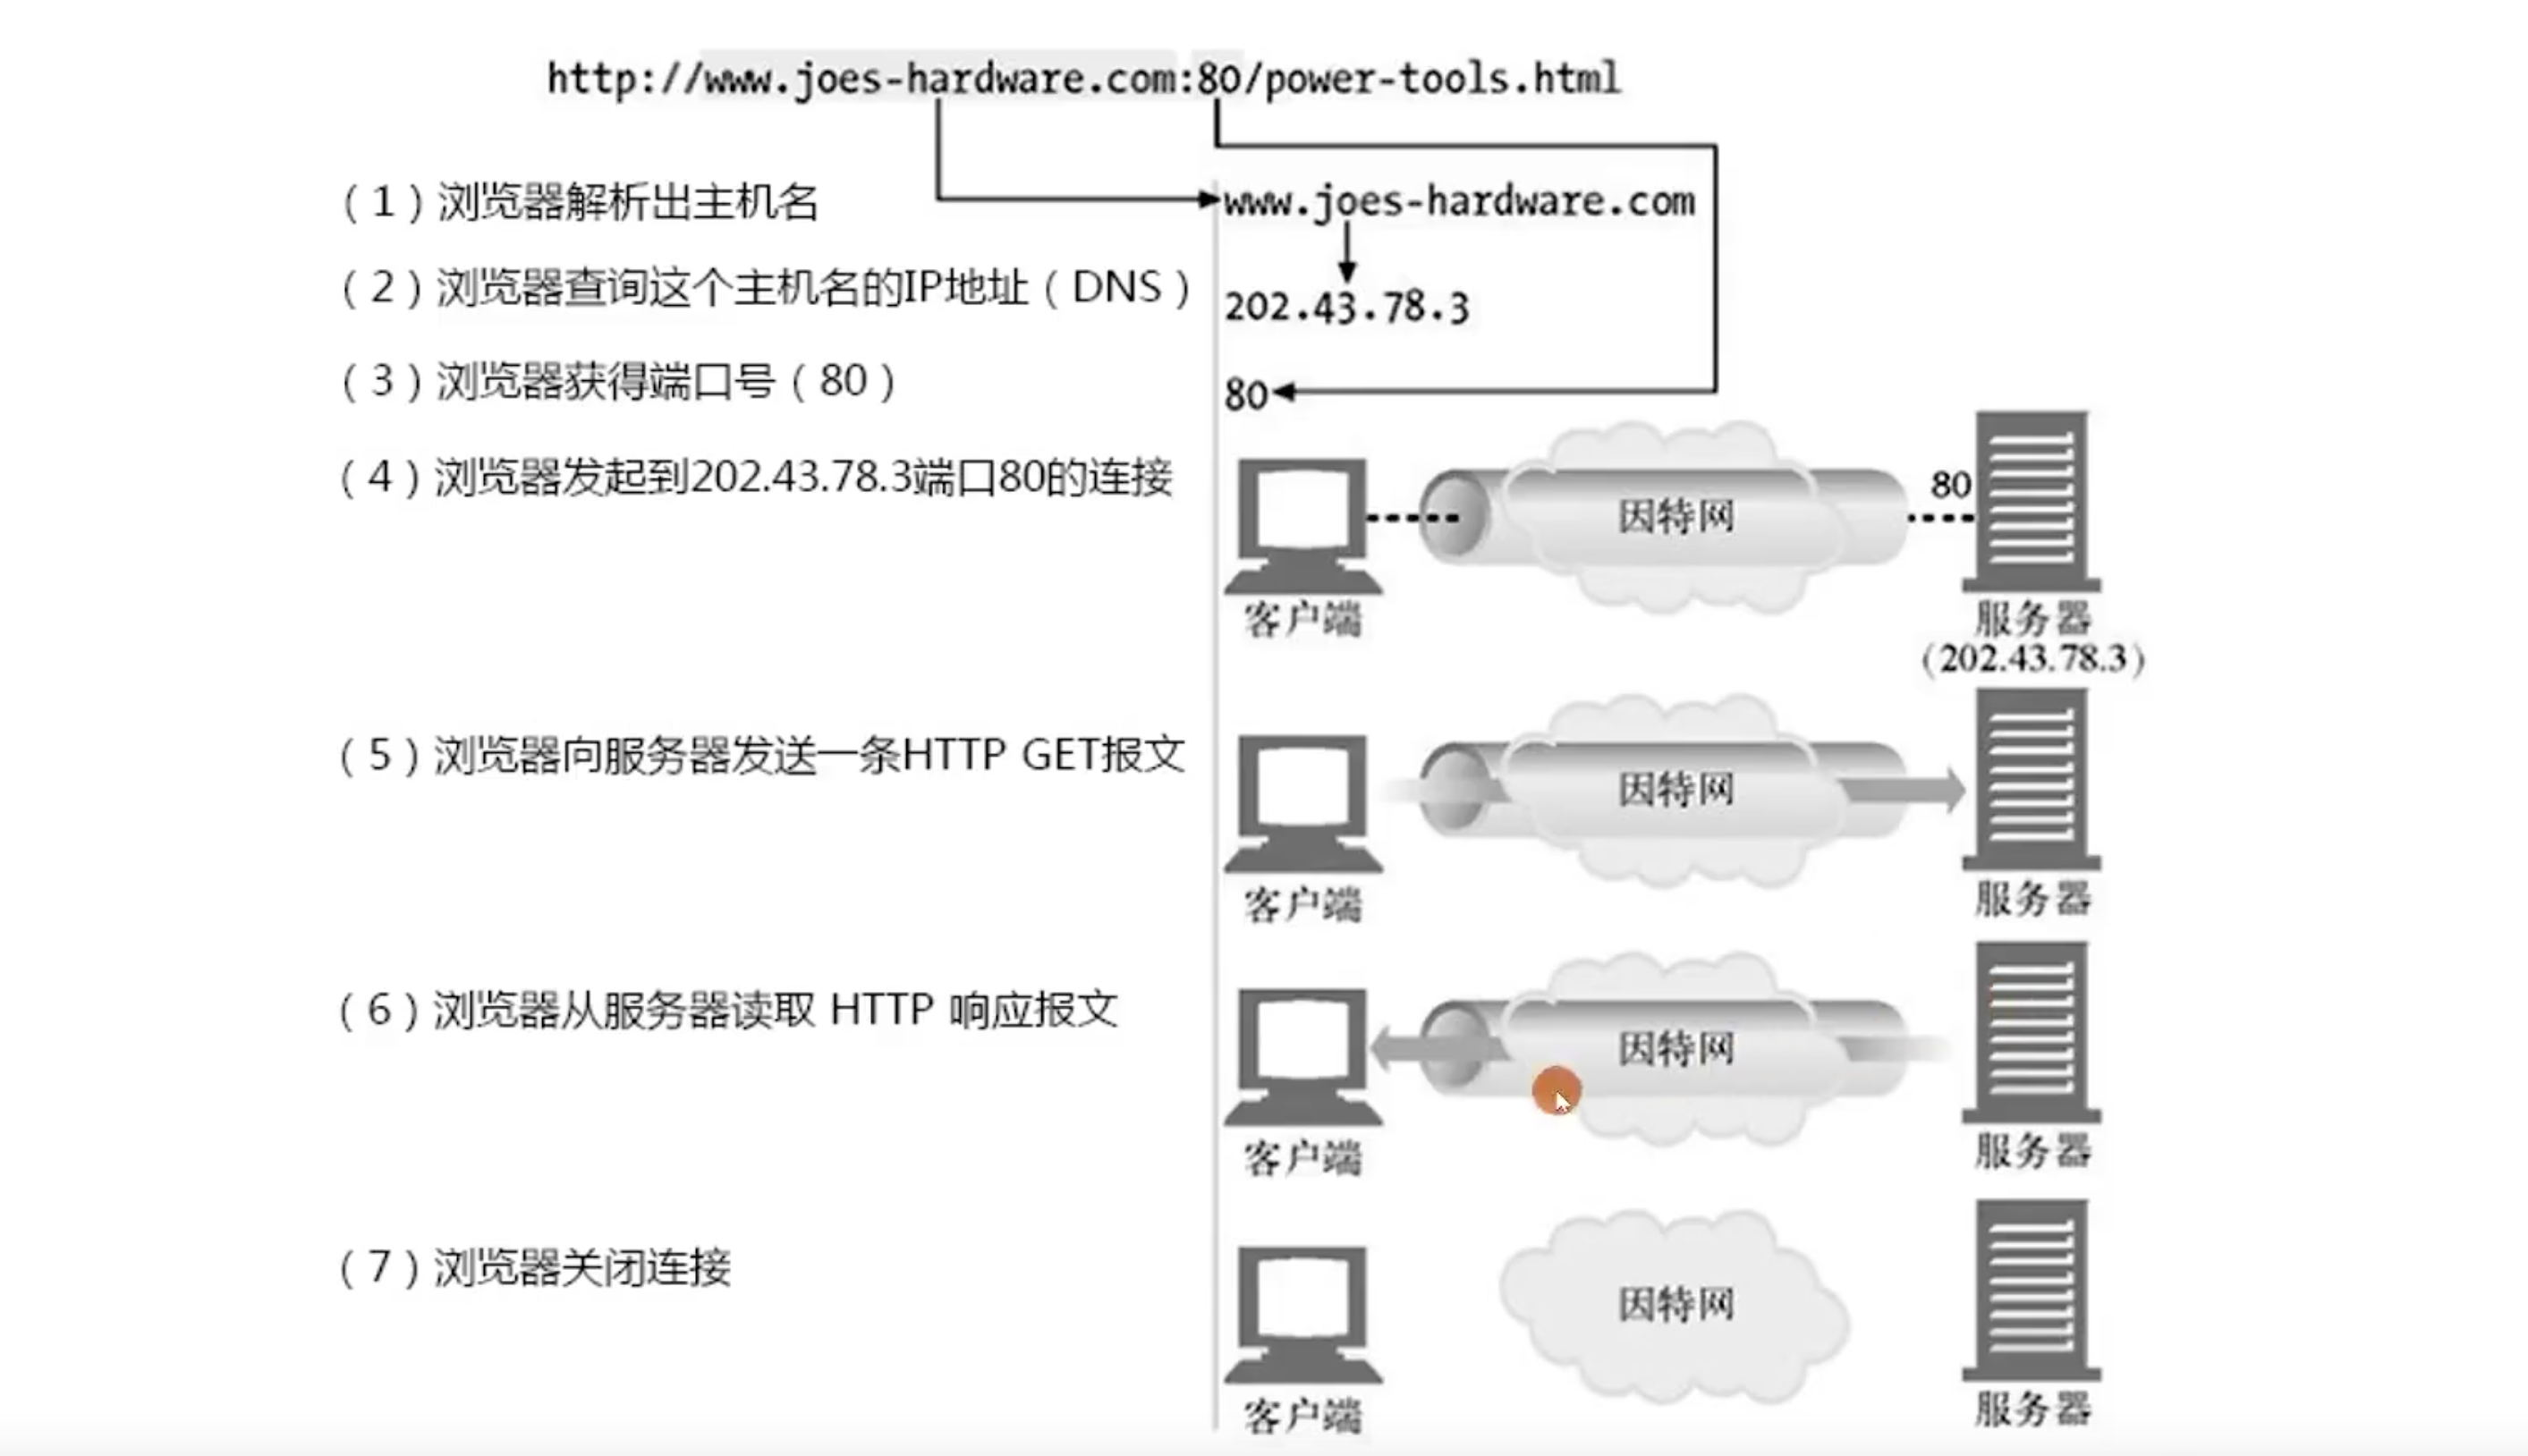 http://www.joes-hardware.com:80/power-tools.html
（1）浏览器解析出主机名
www.joes-hardware.com
（2）浏览器查询这个主机名的IP地址（DNS）
202.43.78.3
（3）浏览器获得端口号（80）
80
（4）浏览器发起到202.43.78.3端口80的连接
因特网
80
客户端
服务器
(202.43.78.3)
（5）浏览器向服务器发送一条HTTP GET报文
因特网
客户端
服务器
（6）浏览器从服务器读取 HTTP 响应报文
因特网
客户端
服务器
（7）浏览器关闭连接
因特网
客户端
服务器